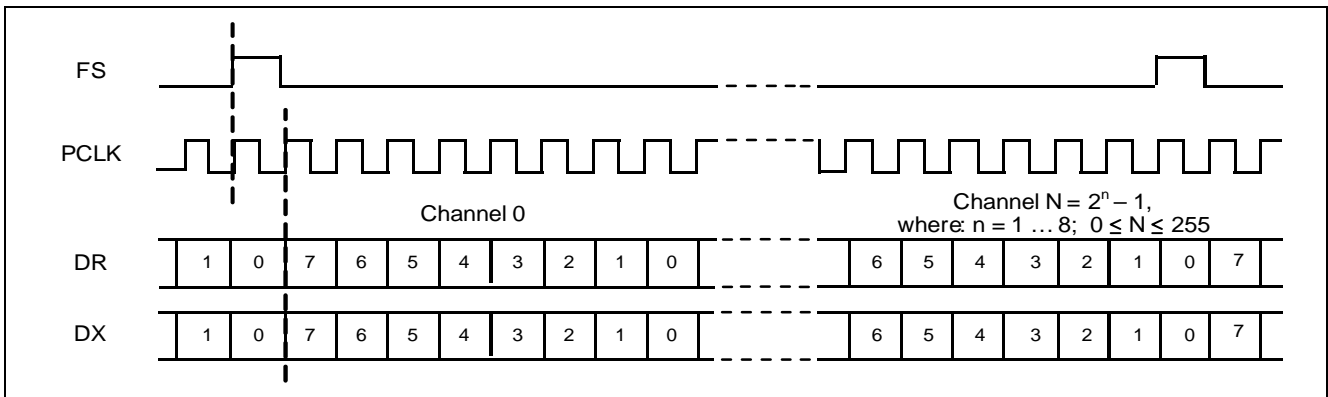 FS
PCLK
Channel 0
Channel N = 2ⁿ – 1,
where: n = 1 … 8; 0 ≤ N ≤ 255
DR 1 0 7 6 5 4 3 2 1 0 6 5 4 3 2 1 0 7
DX 1 0 7 6 5 4 3 2 1 0 6 5 4 3 2 1 0 7